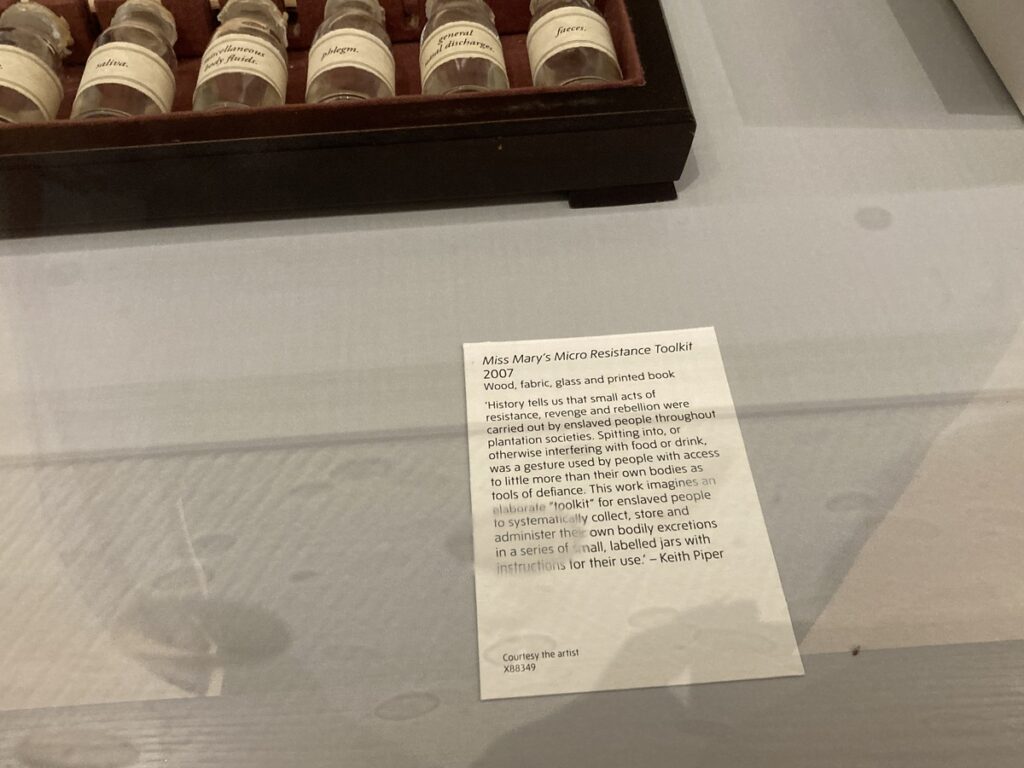 saliva.
miscellaneous
body fluids.
phlegm.
general
discharges.
faeces.
Miss Mary's Micro Resistance Toolkit
2007
Wood, fabric, glass and printed book
'History tells us that small acts of
resistance, revenge and rebellion were
carried out by enslaved people throughout
plantation societies. Spitting into, or
otherwise interfering with food or drink,
was a gesture used by people with access
to little more than their own bodies as
tools of defiance. This work imagines an
elaborate "toolkit" for enslaved people
to systematically collect, store and
administer their own bodily excretions
in a series of small, labelled jars with
instructions for their use.' – Keith Piper
Courtesy the artist
X88349